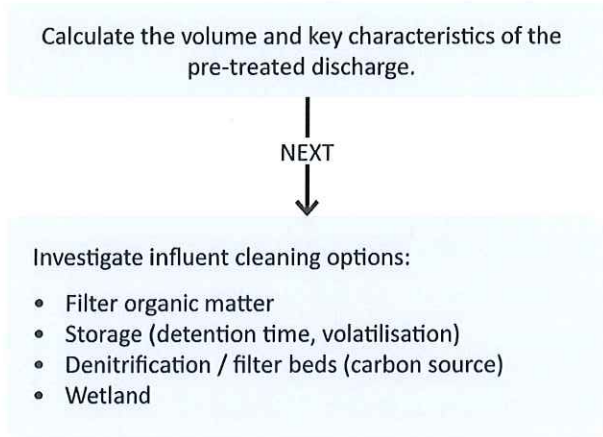 Calculate the volume and key characteristics of the
pre-treated discharge.
NEXT
Investigate influent cleaning options:
• Filter organic matter
• Storage (detention time, volatilisation)
• Denitrification / filter beds (carbon source)
• Wetland